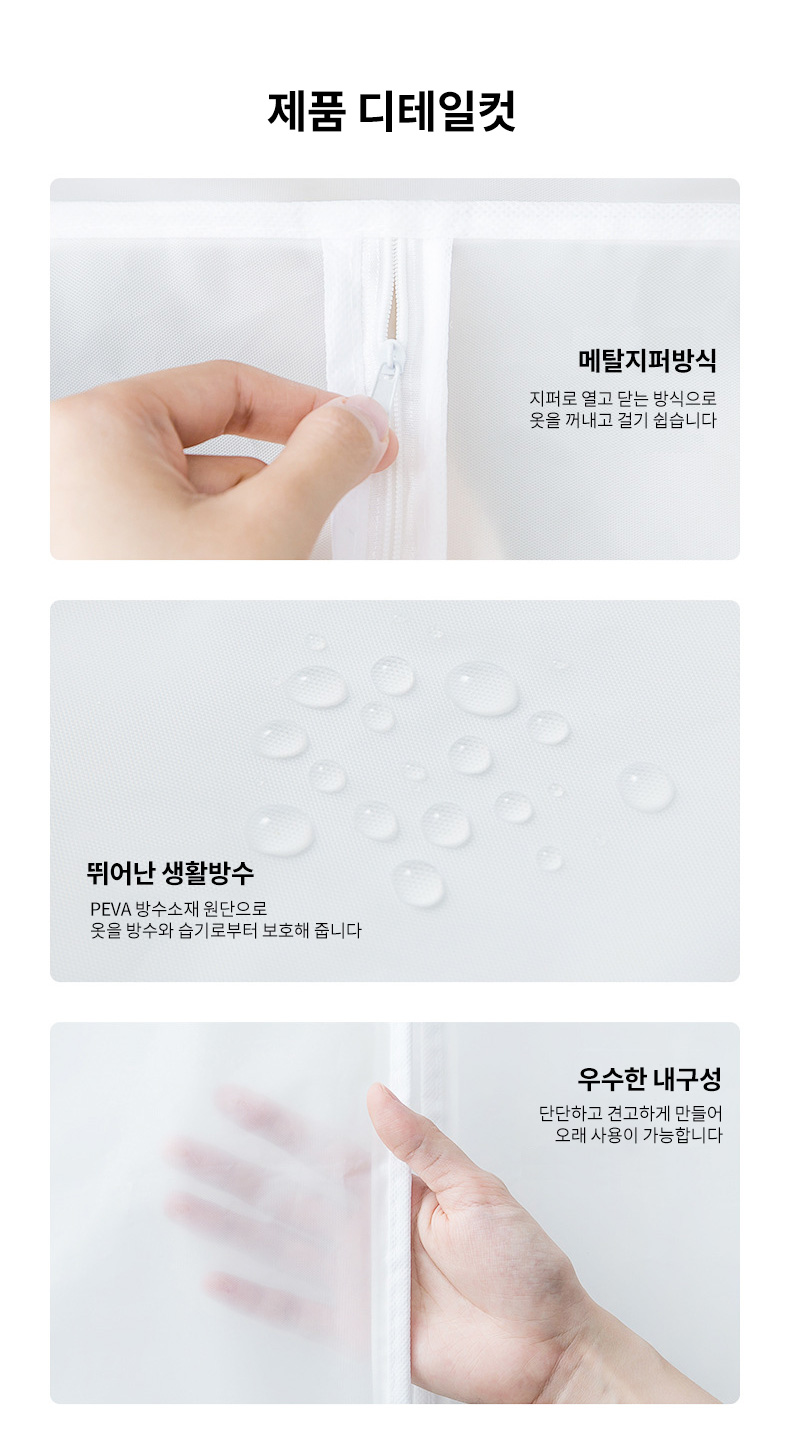 제품 디테일컷
메탈지퍼방식
지퍼로 열고 닫는 방식으로
옷을 꺼내고 걸기 쉽습니다
뛰어난 생활방수
PEVA 방수소재 원단으로
옷을 방수와 습기로부터 보호해 줍니다
우수한 내구성
단단하고 견고하게 만들어
오래 사용이 가능합니다